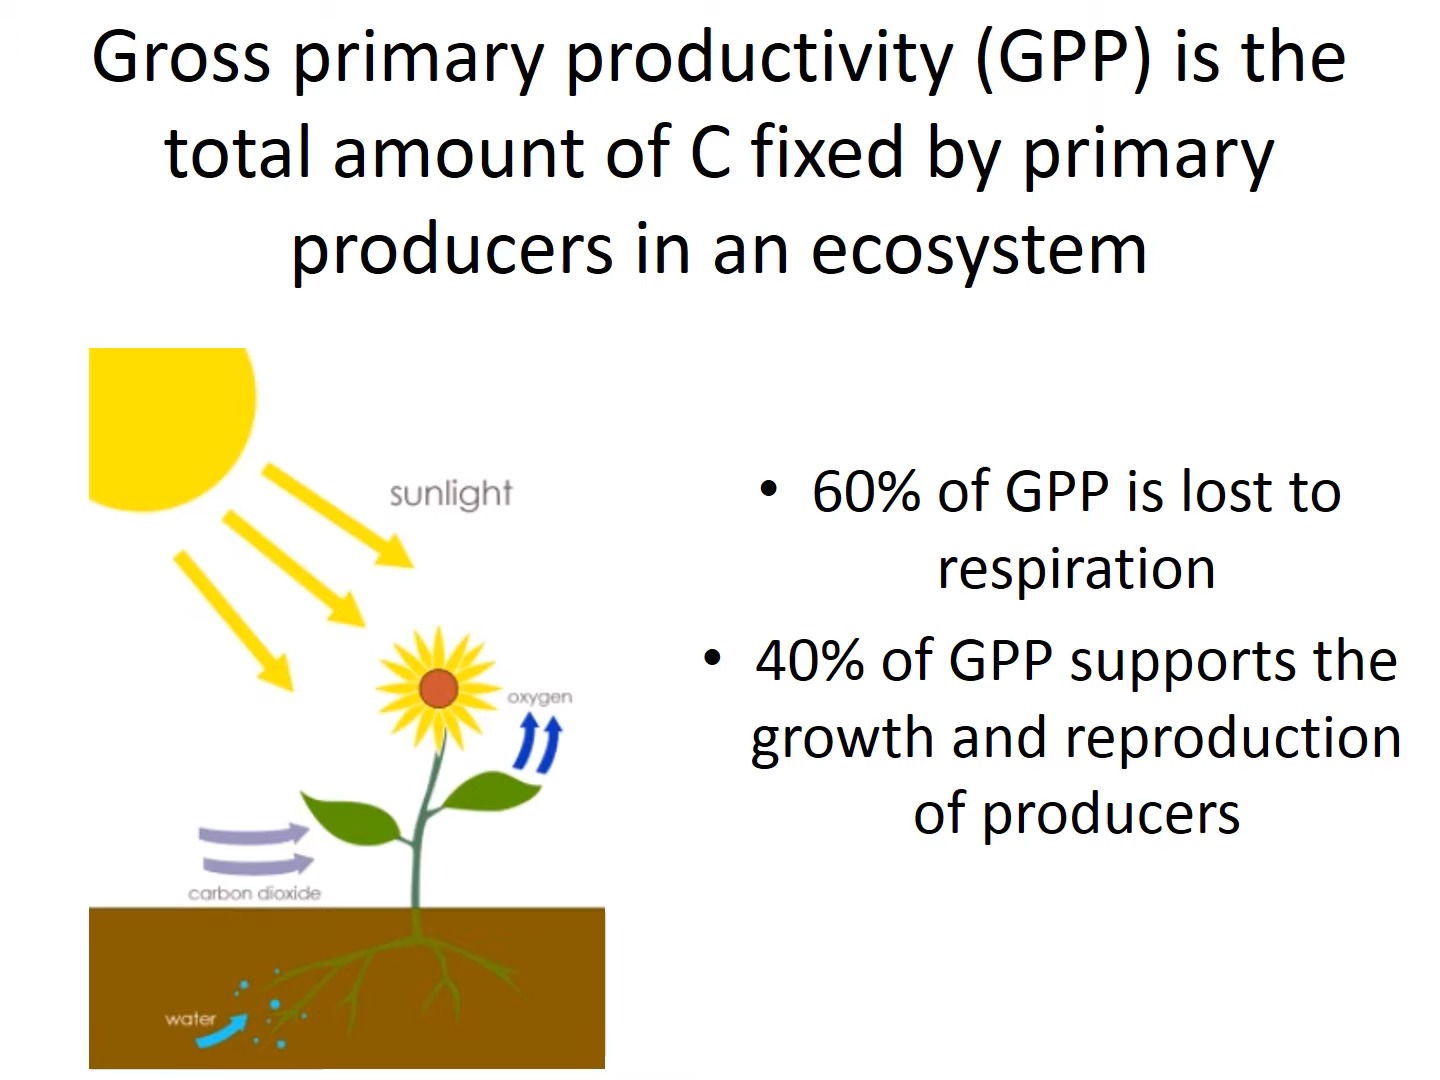 Gross primary productivity (GPP) is the
total amount of C fixed by primary
producers in an ecosystem
sunlight
oxygen
carbon dioxide
water
• 60% of GPP is lost to
respiration
• 40% of GPP supports the
growth and reproduction
of producers